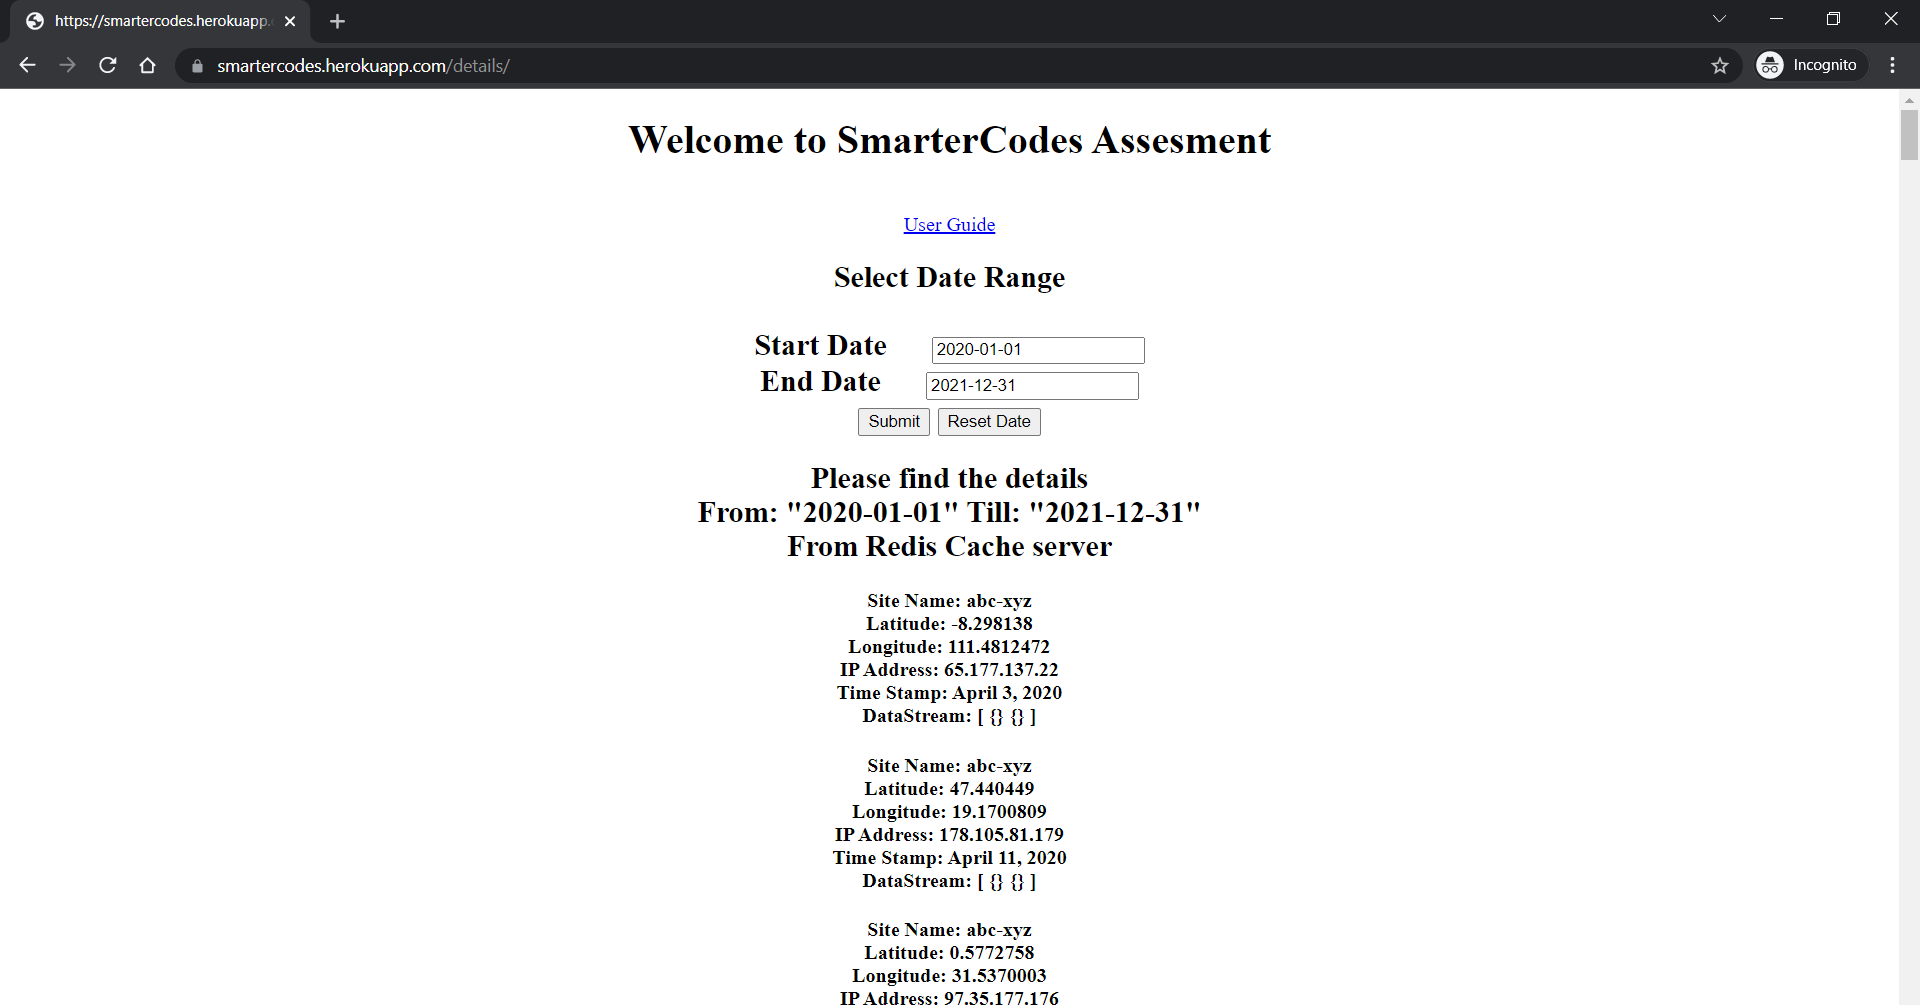 https://smartercodes.herokuapp.
smartercodes.herokuapp.com/details/
Incognito
Welcome to SmarterCodes Assesment
User Guide
Select Date Range
Start Date 2020-01-01
End Date 2021-12-31
Submit Reset Date
Please find the details
From: "2020-01-01" Till: "2021-12-31"
From Redis Cache server
Site Name: abc-xyz
Latitude: -8.298138
Longitude: 111.4812472
IP Address: 65.177.137.22
Time Stamp: April 3, 2020
DataStream: [ {} {} ]
Site Name: abc-xyz
Latitude: 47.440449
Longitude: 19.1700809
IP Address: 178.105.81.179
Time Stamp: April 11, 2020
DataStream: [ {} {} ]
Site Name: abc-xyz
Latitude: 0.5772758
Longitude: 31.5370003
IP Address: 97.35.177.176